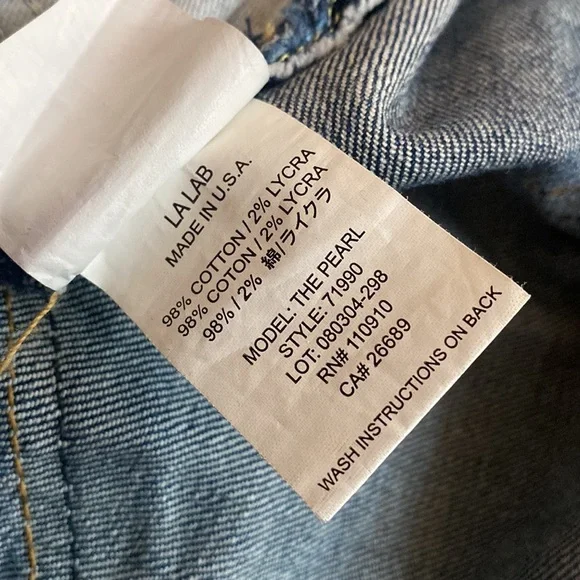 LA LAB
MADE IN U.S.A.
98% COTTON / 2% LYCRA
98% COTON / 2% LYCRA
98% / 2% 綿 / ライクラ
MODEL: THE PEARL
STYLE: 71990
LOT: 080304-298
RN# 110910
CA# 26689
WASH INSTRUCTIONS ON BACK